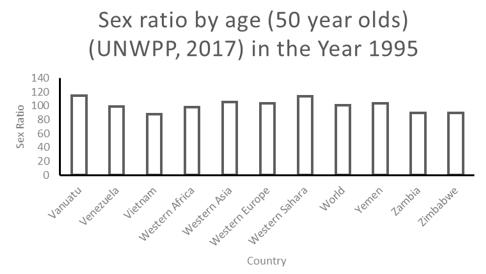 Sex ratio by age (50 year olds)
(UNWPP, 2017) in the Year 1995
140
120
100
80
60
40
20
0
Sex Ratio
Vanuatu
Venezuela
Vietnam
Western Africa
Western Asia
Western Europe
Western Sahara
World
Yemen
Zambia
Zimbabwe
Country